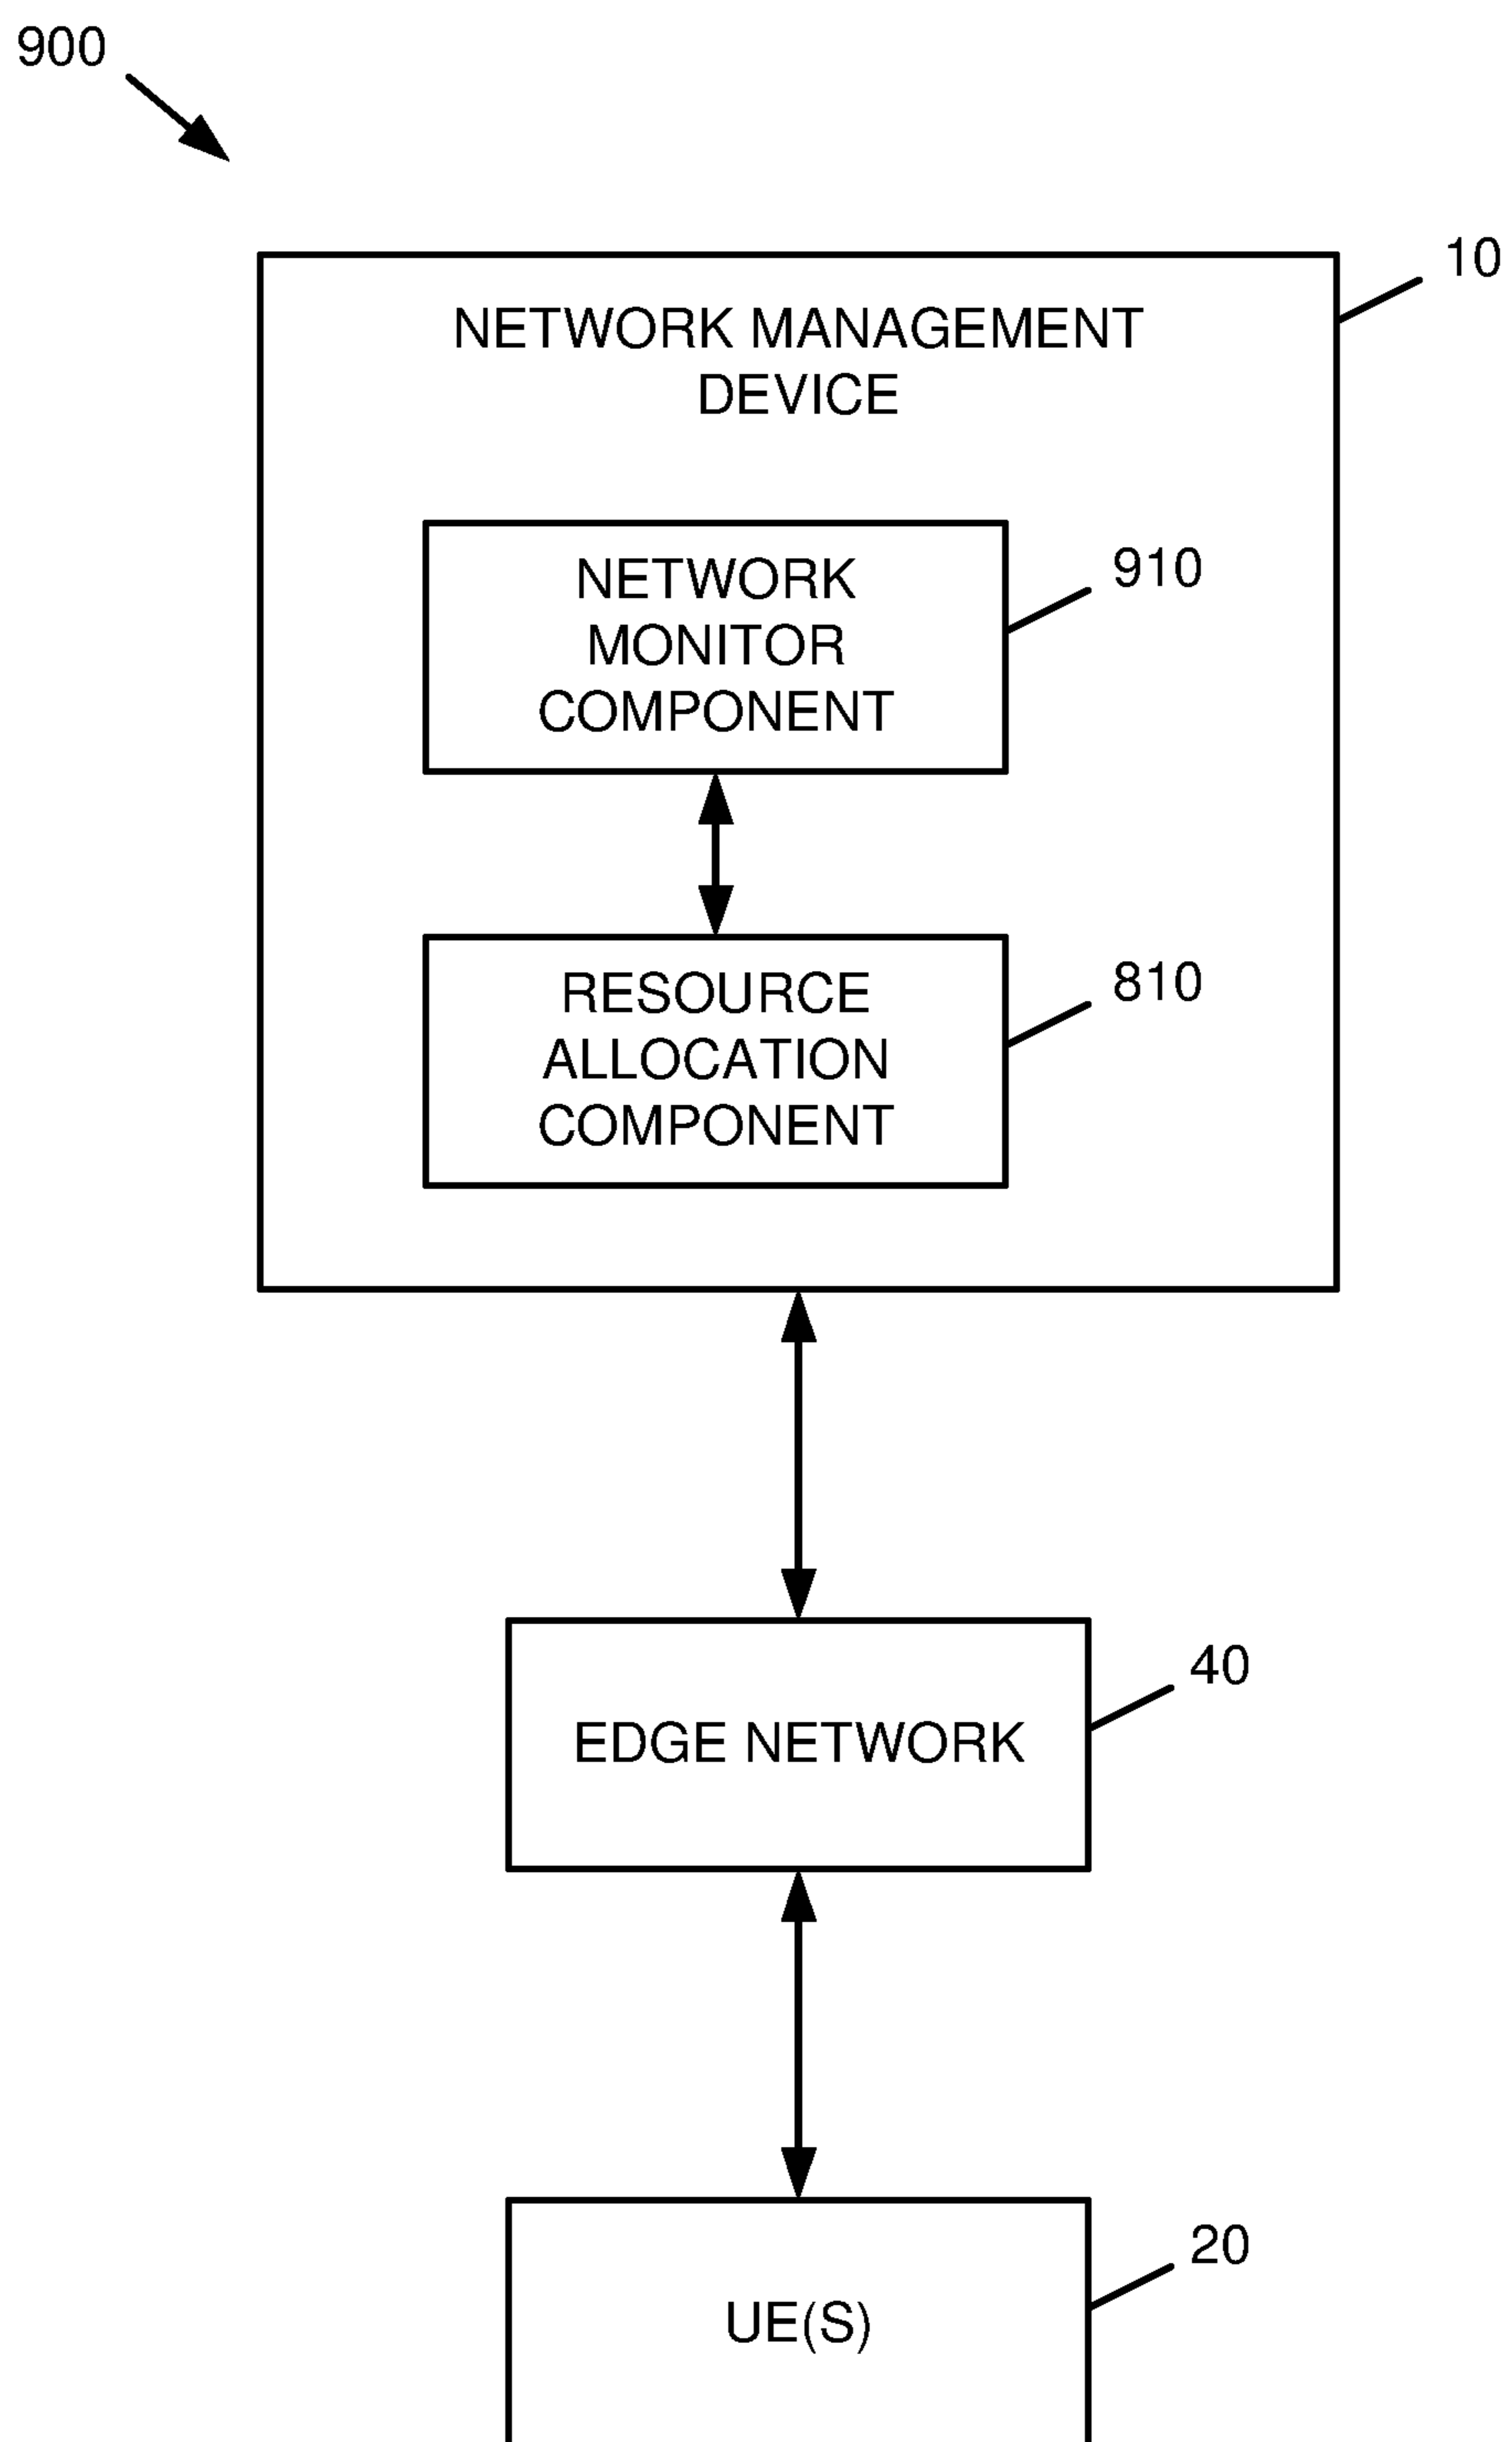 900
10
NETWORK MANAGEMENT
DEVICE
NETWORK
MONITOR
COMPONENT
910
RESOURCE
ALLOCATION
COMPONENT
810
EDGE NETWORK
40
UE(S)
20